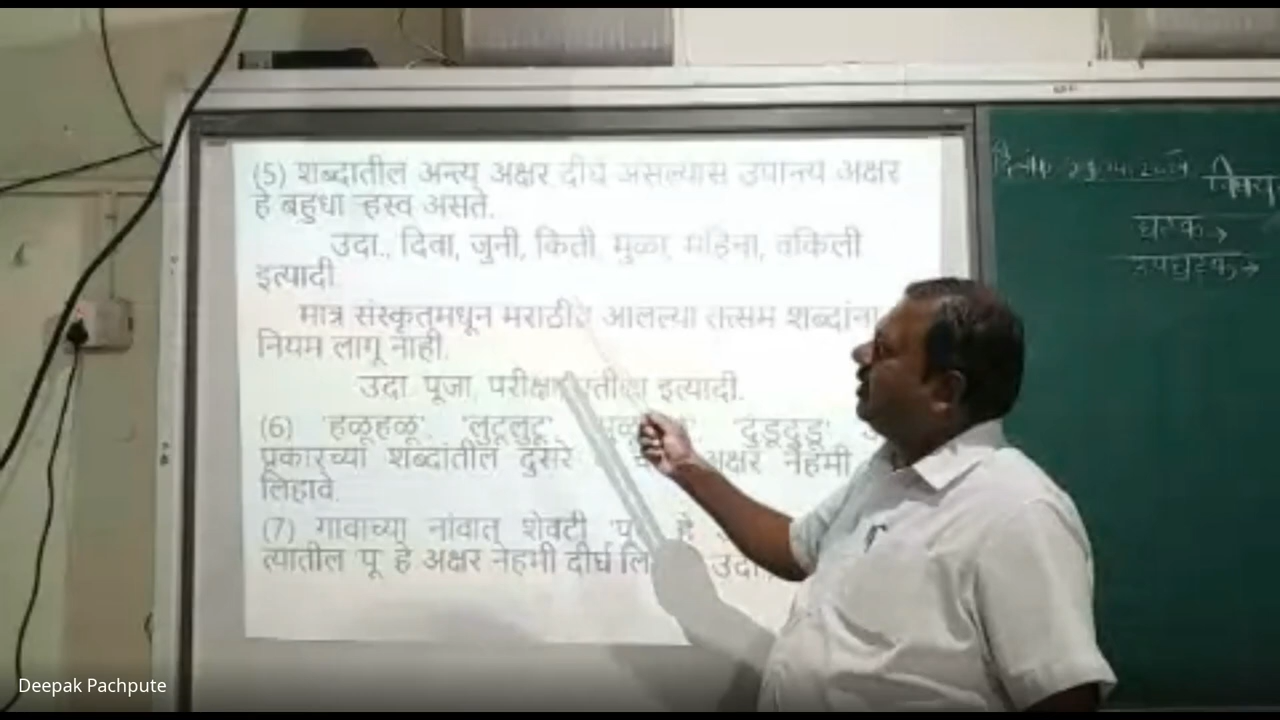 (5) शब्दातील अन्त्य अक्षर दीर्घ असल्यास उपान्त्य अक्षर
हे बहुधा ऱ्हस्व असते.
उदा., दिवा, जुनी, किती, मुळा, महिना, वकिली
इत्यादी
मात्र संस्कृतमधून मराठीत आलेल्या तत्सम शब्दांना
नियम लागू नाही.
उदा. पूजा, परीक्षा इत्यादी.
(6) 'हळूहळू', 'लुटूलुटू', 'दुडूदुडू'
प्रकारच्या शब्दांतील दुसरे अक्षर नेहमी
लिहावे.
(7) गावाच्या नांवात् शेवटी 'पू हे
त्यातील पू हे अक्षर नेहमी दीर्घ उदा.,
दिनांक विषय
घटक→
उपघटक→
Deepak Pachpute